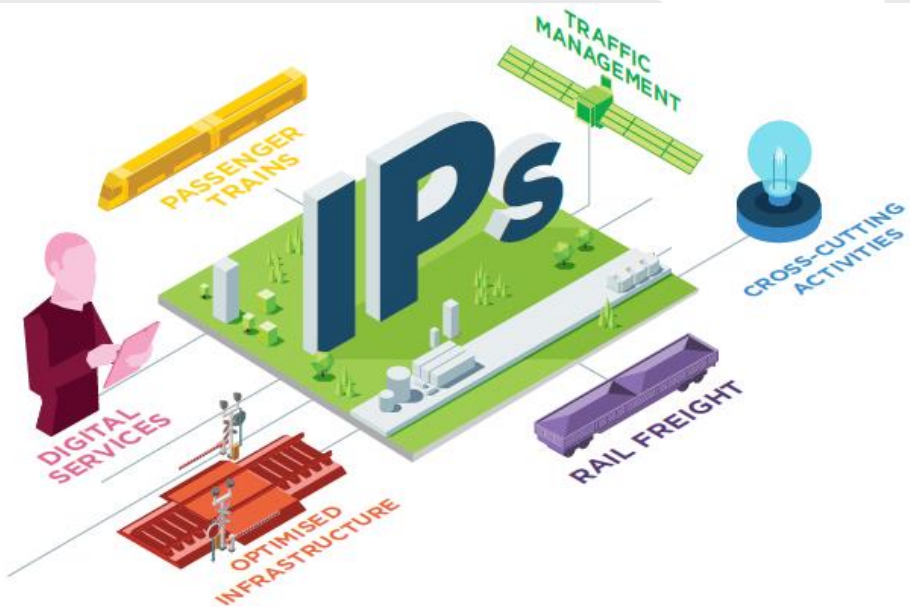 TRAFFIC
MANAGEMENT
PASSENGER
TRAINS
IPs
CROSS-CUTTING
ACTIVITIES
DIGITAL
SERVICES
RAIL FREIGHT
OPTIMISED
INFRASTRUCTURE